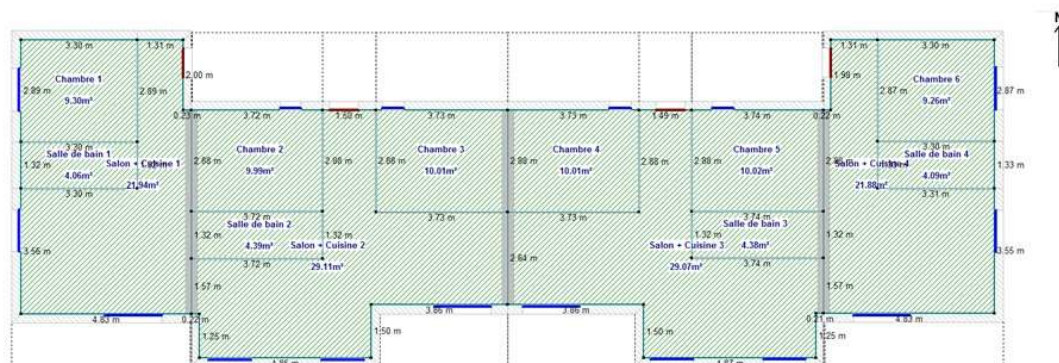 N
3.30 m
1.31 m
1.31 m
3.30 m
Chambre 1
2.00 m
1.98 m
Chambre 6
2.89 m
2.89 m
2.87 m
2.87 m
9.30m²
9.26m²
0.23 m
3.72 m
1.50 m
3.73 m
1.49 m
3.74 m
0.22 m
3.30 m
Salle de bain 1
Chambre 2
Chambre 3
Chambre 4
Chambre 5
Salle de bain 4
1.32 m
Salon + Cuisine 1
2.88 m
2.88 m
2.88 m
2.88 m
2.88 m
2.88 m
Salon + Cuisine 4
1.33 m
4.06m²
21.94m²
9.99m²
10.01m²
10.01m²
10.02m²
21.88m²
4.09m²
3.30 m
3.31 m
3.72 m
3.73 m
3.73 m
3.74 m
Salle de bain 2
Salle de bain 3
1.32 m
1.32 m
1.32 m
1.32 m
4.39m²
Salon + Cuisine 2
Salon + Cuisine 3
4.38m²
3.55 m
3.55 m
3.72 m
29.11m²
2.64 m
29.07m²
3.74 m
1.57 m
1.57 m
4.83 m
0.22 m
3.86 m
3.86 m
0.21 m
4.83 m
1.25 m
1.50 m
1.50 m
1.25 m